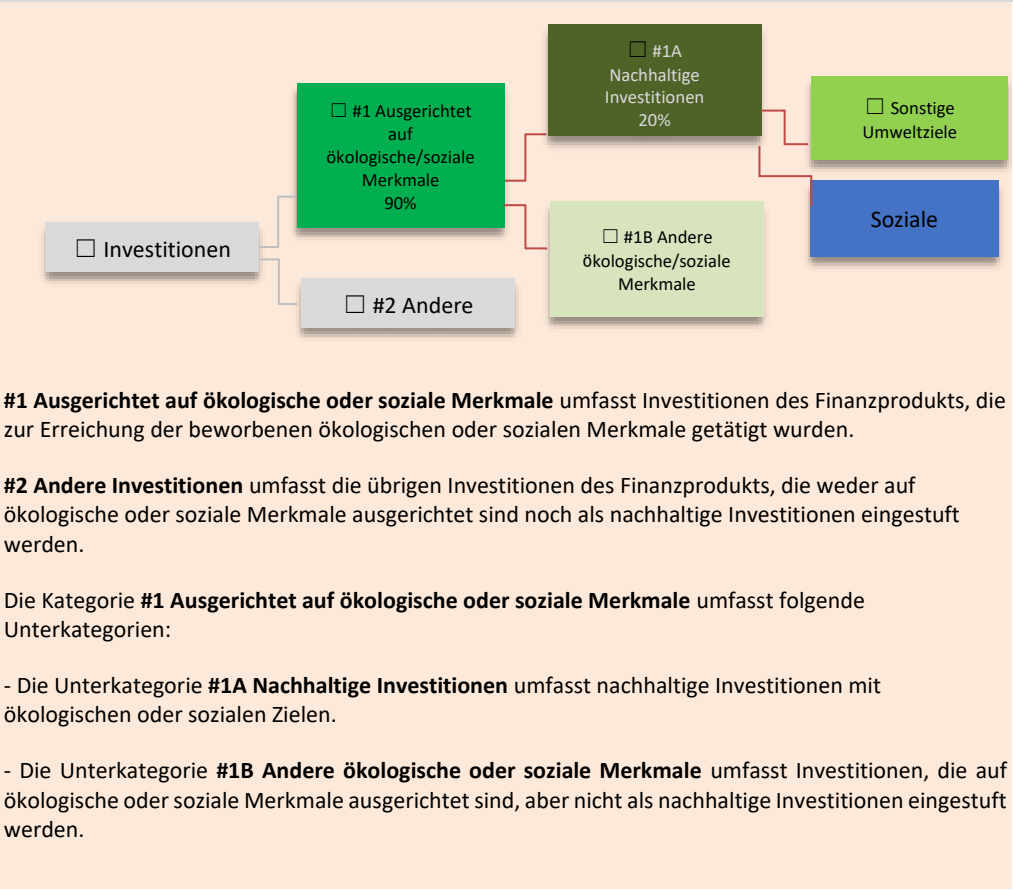 ☐ #1A
Nachhaltige
Investitionen
20%
☐ #1 Ausgerichtet
auf
ökologische/soziale
Merkmale
90%
☐ Sonstige
Umweltziele
Soziale
☐ Investitionen
☐ #1B Andere
ökologische/soziale
Merkmale
☐ #2 Andere
#1 Ausgerichtet auf ökologische oder soziale Merkmale umfasst Investitionen des Finanzprodukts, die
zur Erreichung der beworbenen ökologischen oder sozialen Merkmale getätigt wurden.
#2 Andere Investitionen umfasst die übrigen Investitionen des Finanzprodukts, die weder auf
ökologische oder soziale Merkmale ausgerichtet sind noch als nachhaltige Investitionen eingestuft
werden.
Die Kategorie #1 Ausgerichtet auf ökologische oder soziale Merkmale umfasst folgende
Unterkategorien:
- Die Unterkategorie #1A Nachhaltige Investitionen umfasst nachhaltige Investitionen mit
ökologischen oder sozialen Zielen.
- Die Unterkategorie #1B Andere ökologische oder soziale Merkmale umfasst Investitionen, die auf
ökologische oder soziale Merkmale ausgerichtet sind, aber nicht als nachhaltige Investitionen eingestuft
werden.